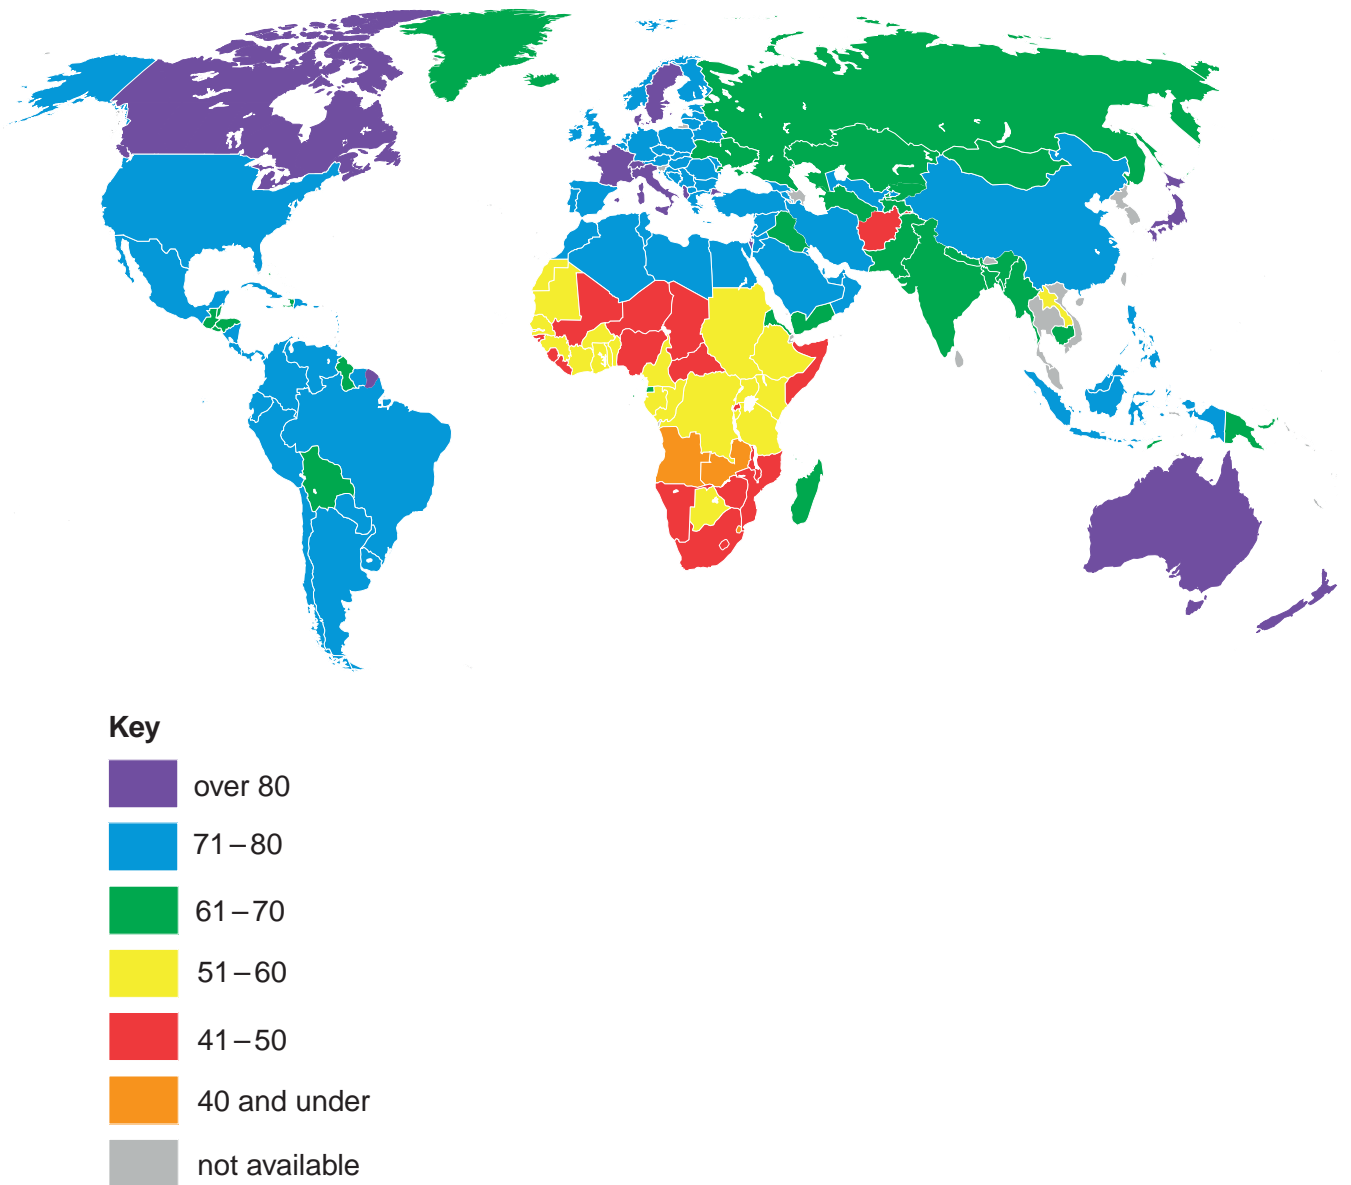 Key
over 80
71–80
61–70
51–60
41–50
40 and under
not available